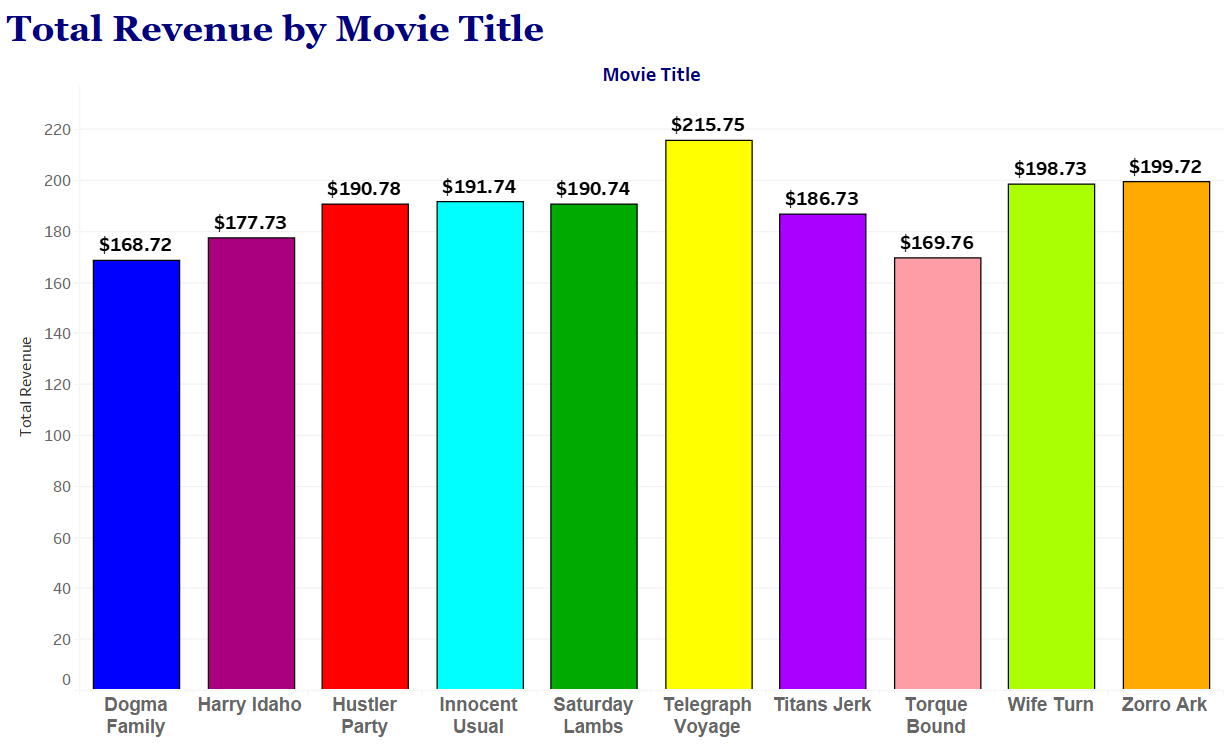 Total Revenue by Movie Title
Movie Title
220
200
180
160
140
120
100
80
60
40
20
0
Total Revenue
$168.72
$177.73
$190.78
$191.74
$190.74
$215.75
$186.73
$169.76
$198.73
$199.72
Dogma
Family
Harry Idaho
Hustler
Party
Innocent
Usual
Saturday
Lambs
Telegraph
Voyage
Titans Jerk
Torque
Bound
Wife Turn
Zorro Ark